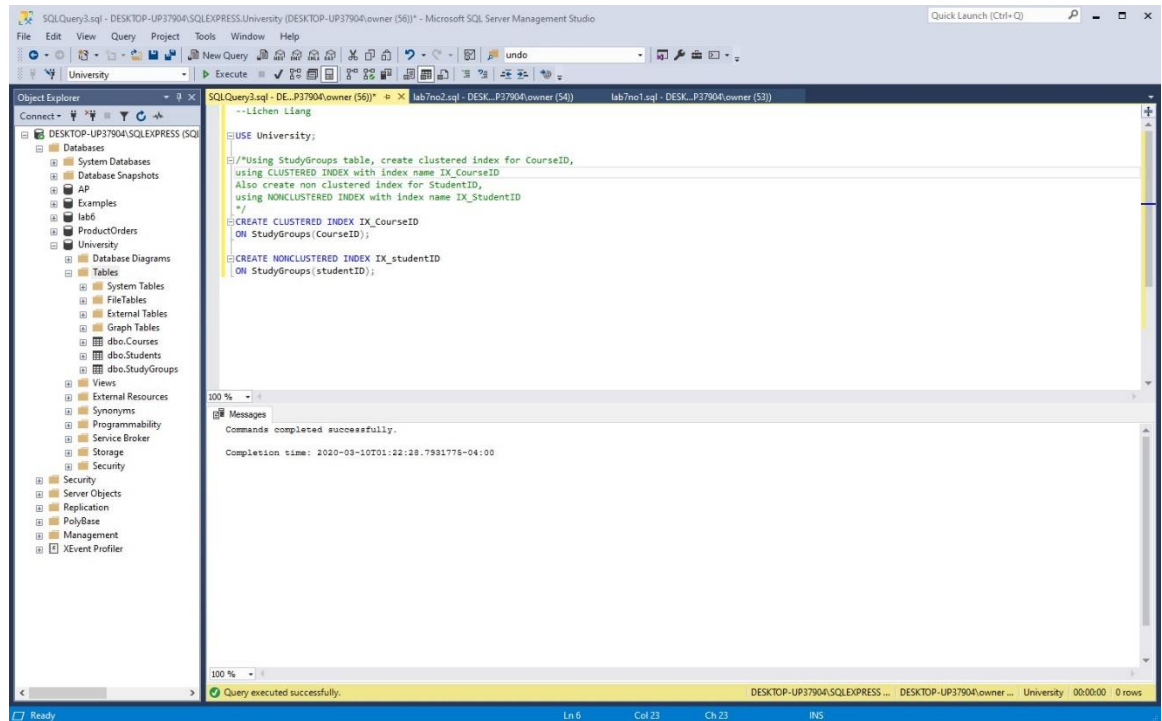 SQLQuery3.sql - DESKTOP-UP37904\SQLEXPRESS.University (DESKTOP-UP37904\owner (56))* - Microsoft SQL Server Management Studio
Quick Launch (Ctrl+Q)
File Edit View Query Project Tools Window Help
New Query
undo
University
Execute
Object Explorer
SQLQuery3.sql - DE...P37904\owner (56))*
lab7no2.sql - DESK...P37904\owner (54))
lab7no1.sql - DESK...P37904\owner (53))
Connect
DESKTOP-UP37904\SQLEXPRESS (SQL
Databases
System Databases
Database Snapshots
AP
Examples
lab6
ProductOrders
University
Database Diagrams
Tables
System Tables
FileTables
External Tables
Graph Tables
dbo.Courses
dbo.Students
dbo.StudyGroups
Views
External Resources
Synonyms
Programmability
Service Broker
Storage
Security
Security
Server Objects
Replication
PolyBase
Management
XEvent Profiler
--Lichen Liang
USE University;
/*Using StudyGroups table, create clustered index for CourseID,
using CLUSTERED INDEX with index name IX_CourseID
Also create non clustered index for StudentID,
using NONCLUSTERED INDEX with index name IX_StudentID
*/
CREATE CLUSTERED INDEX IX_CourseID
ON StudyGroups(CourseID);
CREATE NONCLUSTERED INDEX IX_studentID
ON StudyGroups(studentID);
100 %
Messages
Commands completed successfully.
Completion time: 2020-03-10T01:22:28.7931775-04:00
100 %
Query executed successfully.
DESKTOP-UP37904\SQLEXPRESS ...
DESKTOP-UP37904\owner ...
University
00:00:00
0 rows
Ready
Ln 6
Col 23
Ch 23
INS